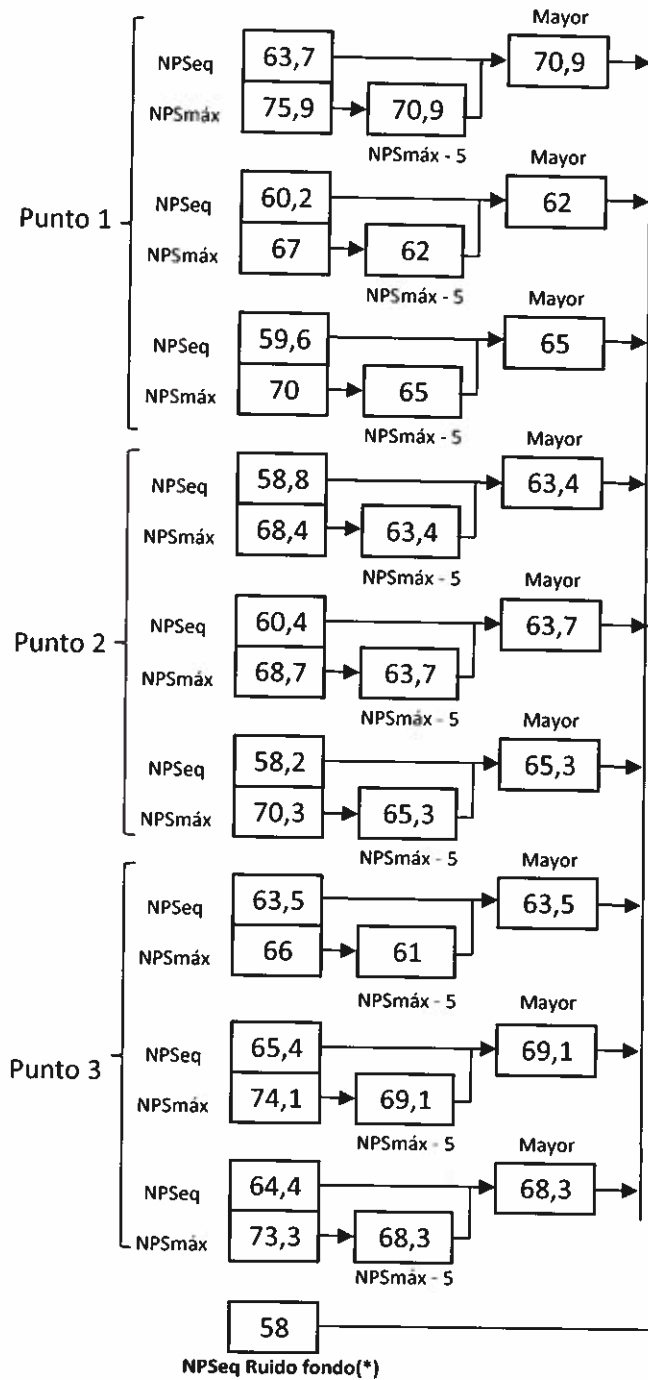 Mayor
NPSeq 63,7 70,9
NPSmáx 75,9 70,9
NPSmáx - 5
Mayor
NPSeq 60,2 62
Punto 1
NPSmáx 67 62
NPSmáx - 5
Mayor
NPSeq 59,6 65
NPSmáx 70 65
NPSmáx - 5
Mayor
NPSeq 58,8 63,4
NPSmáx 68,4 63,4
NPSmáx - 5
Mayor
NPSeq 60,4 63,7
Punto 2
NPSmáx 68,7 63,7
NPSmáx - 5
Mayor
NPSeq 58,2 65,3
NPSmáx 70,3 65,3
NPSmáx - 5
Mayor
NPSeq 63,5 63,5
NPSmáx 66 61
NPSmáx - 5
Mayor
NPSeq 65,4 69,1
Punto 3
NPSmáx 74,1 69,1
NPSmáx - 5
Mayor
NPSeq 64,4 68,3
NPSmáx 73,3 68,3
NPSmáx - 5
58
NPSeq Ruido fondo(*)